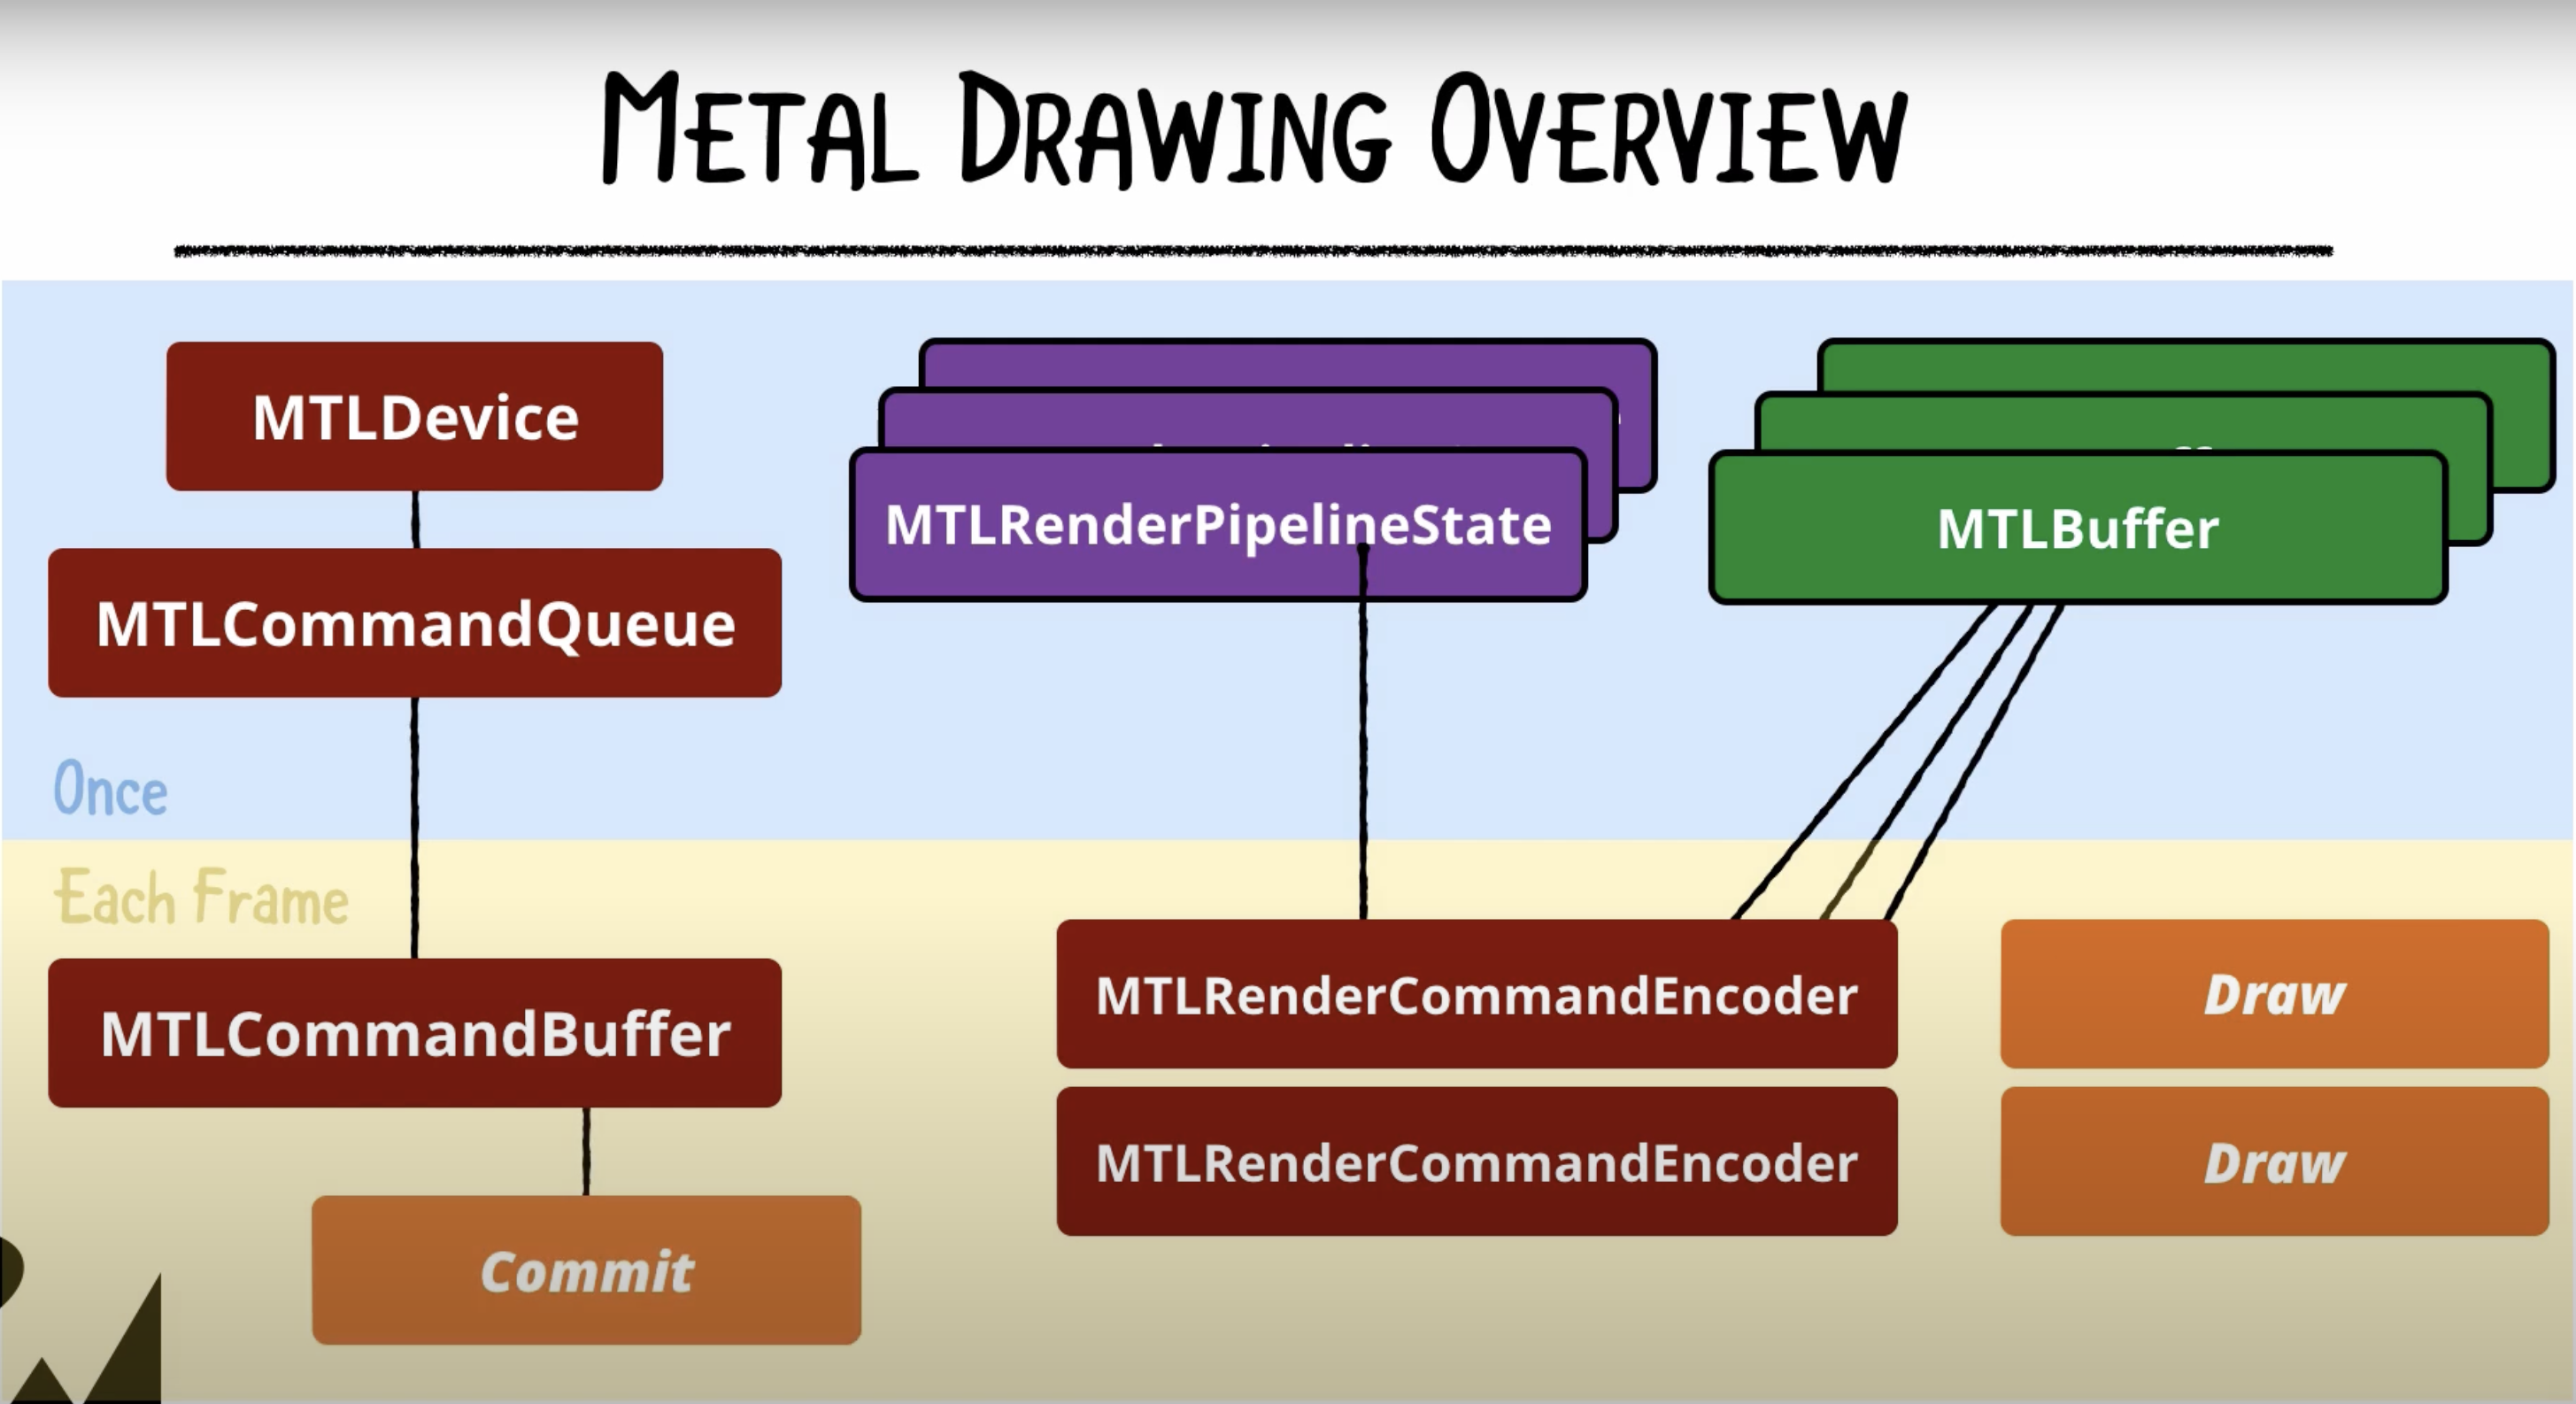 METAL DRAWING OVERVIEW
MTLDevice
MTLRenderPipelineState
MTLBuffer
MTLCommandQueue
Once
Each Frame
MTLCommandBuffer
MTLRenderCommandEncoder
Draw
MTLRenderCommandEncoder
Draw
Commit